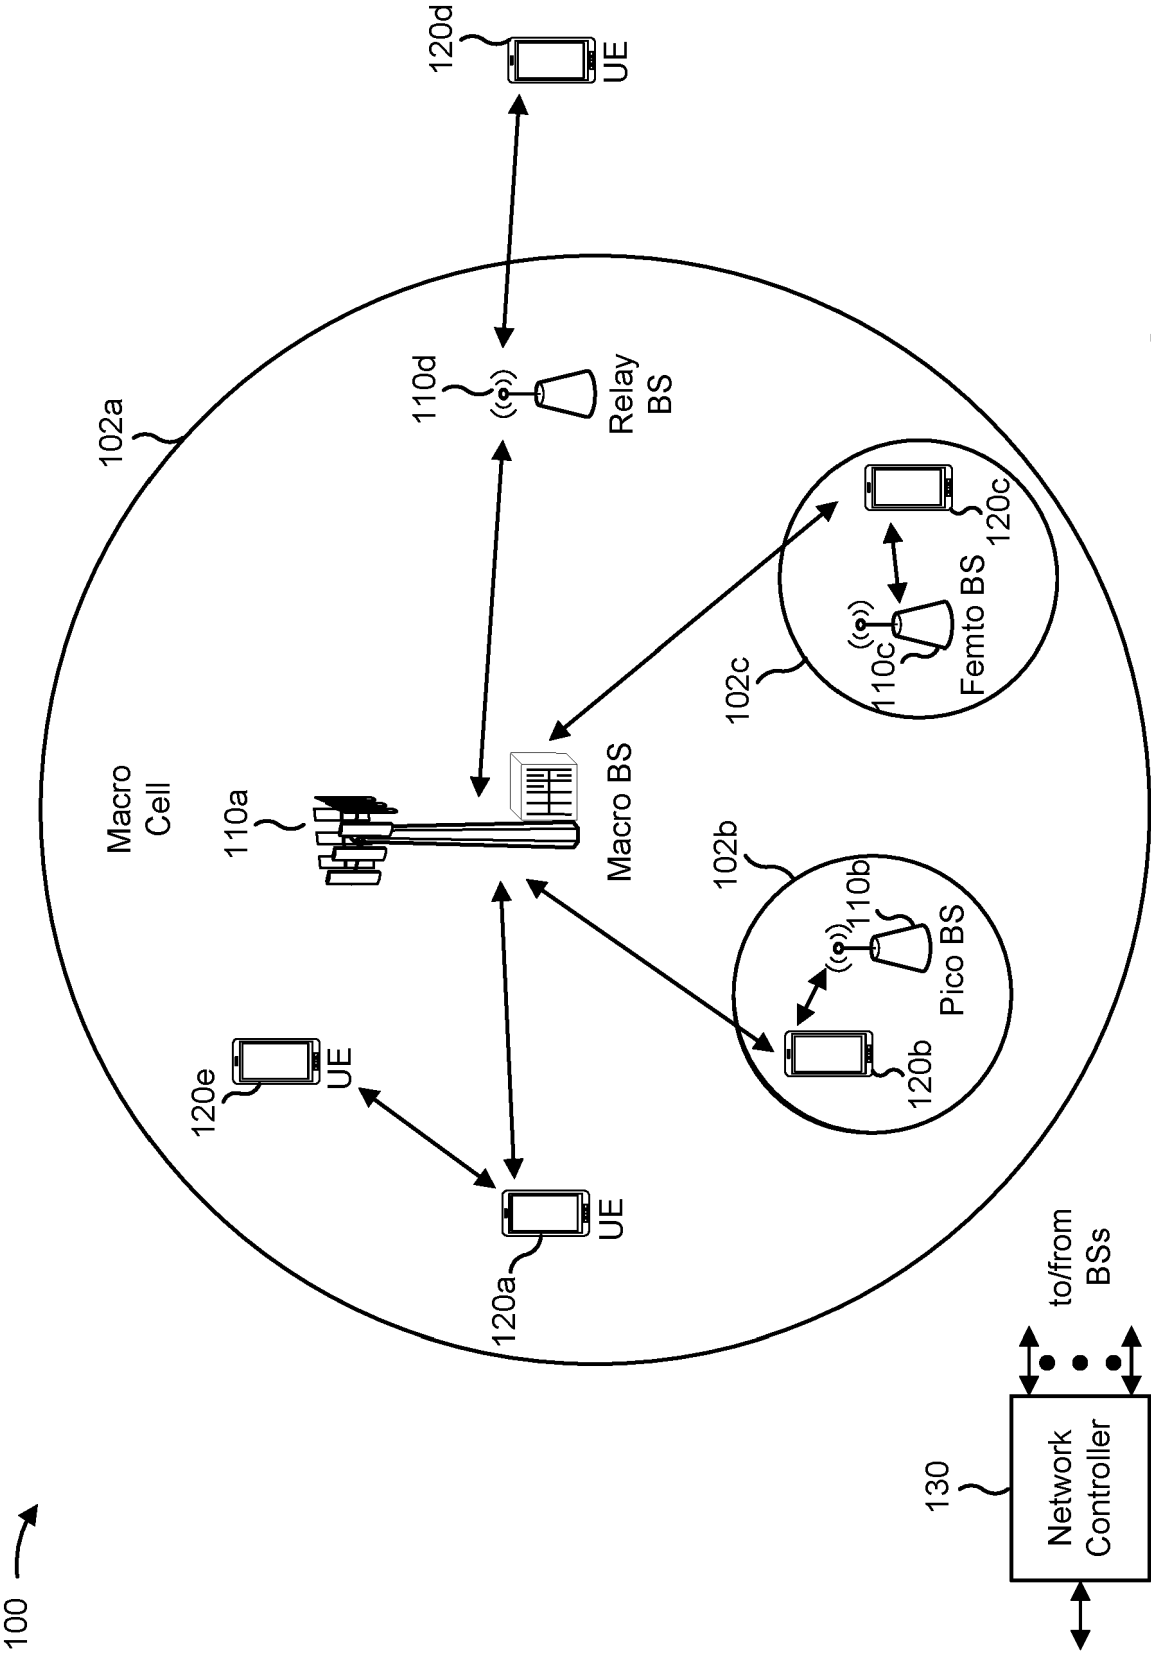 100
102a
Macro
Cell
110a
120d
UE
110d
Relay
BS
120e
UE
120a
UE
Macro BS
102b
110b
Pico BS
120b
102c
110c
Femto BS
120c
130
Network
Controller
to/from
BSs